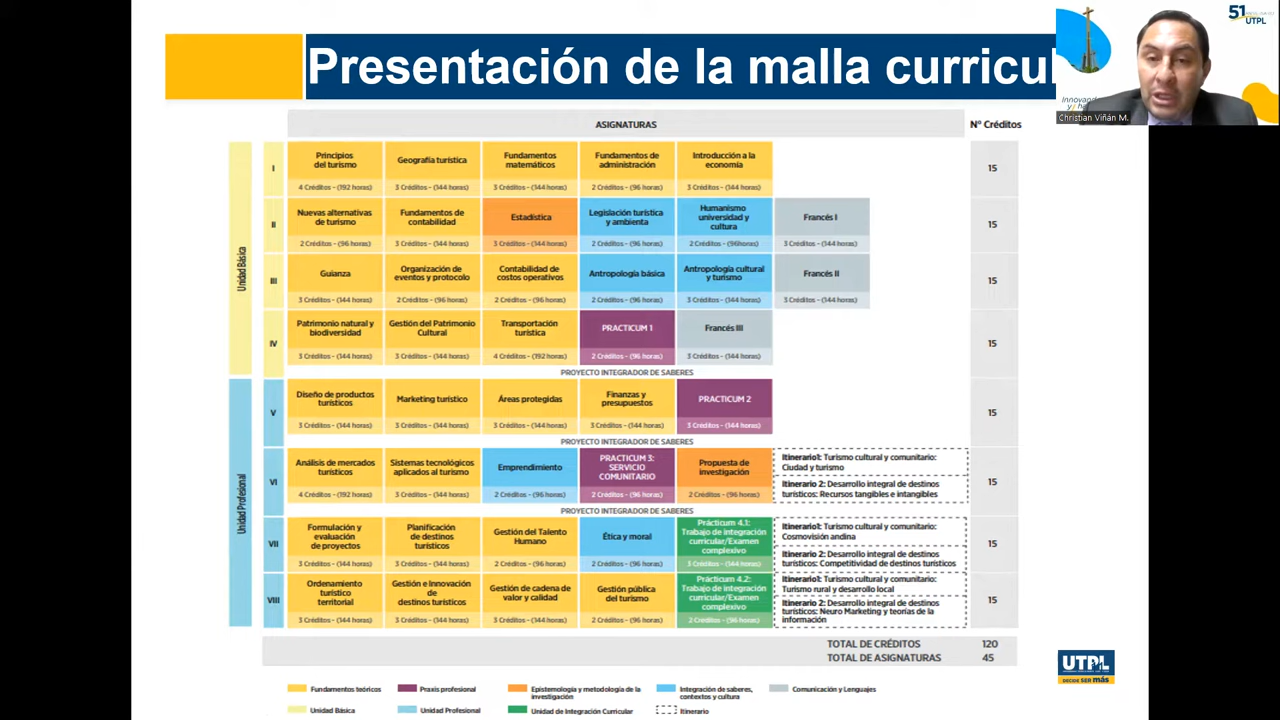 51
UTPL
Presentación de la malla curricul
Innovand
y/ h
Christian Viñán M.
ASIGNATURAS
Nº Créditos
Unidad Básica
I
Principios
del turismo
4 Créditos - (192 horas)
Geografía turística
3 Créditos - (144 horas)
Fundamentos
matemáticos
3 Créditos - (144 horas)
Fundamentos de
administración
2 Créditos - (96 horas)
Introducción a la
economía
3 Créditos - (144 horas)
15
II
Nuevas alternativas
de turismo
2 Créditos - (96 horas)
Fundamentos de
contabilidad
3 Créditos - (144 horas)
Estadística
3 Créditos - (144 horas)
Legislación turística
y ambienta
2 Créditos - (96 horas)
Humanismo
universidad y
cultura
2 Créditos - (96horas)
Francés I
3 Créditos - (144 horas)
15
III
Guianza
3 Créditos - (144 horas)
Organización de
eventos y protocolo
2 Créditos - (96 horas)
Contabilidad de
costos operativos
2 Créditos - (96 horas)
Antropología básica
2 Créditos - (96 horas)
Antropología cultural
y turismo
3 Créditos - (144 horas)
Francés II
3 Créditos - (144 horas)
15
IV
Patrimonio natural y
biodiversidad
3 Créditos - (144 horas)
Gestión del Patrimonio
Cultural
3 Créditos - (144 horas)
Transportación
turística
4 Créditos - (192 horas)
PRACTICUM 1
2 Créditos - (96 horas)
Francés III
3 Créditos - (144 horas)
15
PROYECTO INTEGRADOR DE SABERES
Unidad Profesional
V
Diseño de productos
turísticos
3 Créditos - (144 horas)
Marketing turístico
3 Créditos - (144 horas)
Áreas protegidas
3 Créditos - (144 horas)
Finanzas y
presupuestos
3 Créditos - (144 horas)
PRACTICUM 2
3 Créditos - (144 horas)
15
PROYECTO INTEGRADOR DE SABERES
VI
Análisis de mercados
turísticos
4 Créditos - (192 horas)
Sistemas tecnológicos
aplicados al turismo
3 Créditos - (144 horas)
Emprendimiento
2 Créditos - (96 horas)
PRACTICUM 3:
SERVICIO
COMUNITARIO
2 Créditos - (96 horas)
Propuesta de
investigación
2 Créditos - (96 horas)
Itinerario1: Turismo cultural y comunitario:
Ciudad y turismo
Itinerario 2: Desarrollo integral de destinos
turísticos: Recursos tangibles e intangibles
15
PROYECTO INTEGRADOR DE SABERES
VII
Formulación y
evaluación
de proyectos
3 Créditos - (144 horas)
Planificación
de destinos
turísticos
3 Créditos - (144 horas)
Gestión del Talento
Humano
2 Créditos - (96 horas)
Ética y moral
2 Créditos - (96 horas)
Prácticum 4.1:
Trabajo de integración
curricular/Examen
complexivo
3 Créditos - (144 horas)
Itinerario1: Turismo cultural y comunitario:
Cosmovisión andina
Itinerario 2: Desarrollo integral de destinos
turísticos: Competitividad de destinos turísticos
15
VIII
Ordenamiento
turístico
territorial
3 Créditos - (144 horas)
Gestión e Innovación
de
destinos turísticos
3 Créditos - (144 horas)
Gestión de cadena de
valor y calidad
3 Créditos - (144 horas)
Gestión pública
del turismo
2 Créditos - (96 horas)
Prácticum 4.2:
Trabajo de integración
curricular/Examen
complexivo
2 Créditos - (96 horas)
Itinerario1: Turismo cultural y comunitario:
Turismo rural y desarrollo local
Itinerario 2: Desarrollo integral de destinos
turísticos: Neuro Marketing y teorías de la
información
15
TOTAL DE CRÉDITOS 120
TOTAL DE ASIGNATURAS 45
UTPL
DECIDE SER más
Fundamentos teóricos
Praxis profesional
Epistemología y metodología de la
investigación
Integración de saberes,
contextos y cultura
Comunicación y Lenguajes
Unidad Básica
Unidad Profesional
Unidad de Integración Curricular
Itinerario